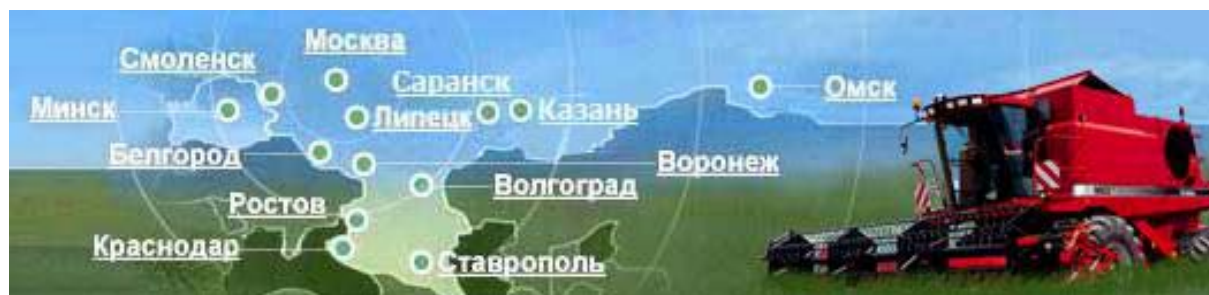 Москва
Смоленск
Саранск
Омск
Минск
Липецк
Казань
Белгород
Воронеж
Волгоград
Ростов
Краснодар
Ставрополь